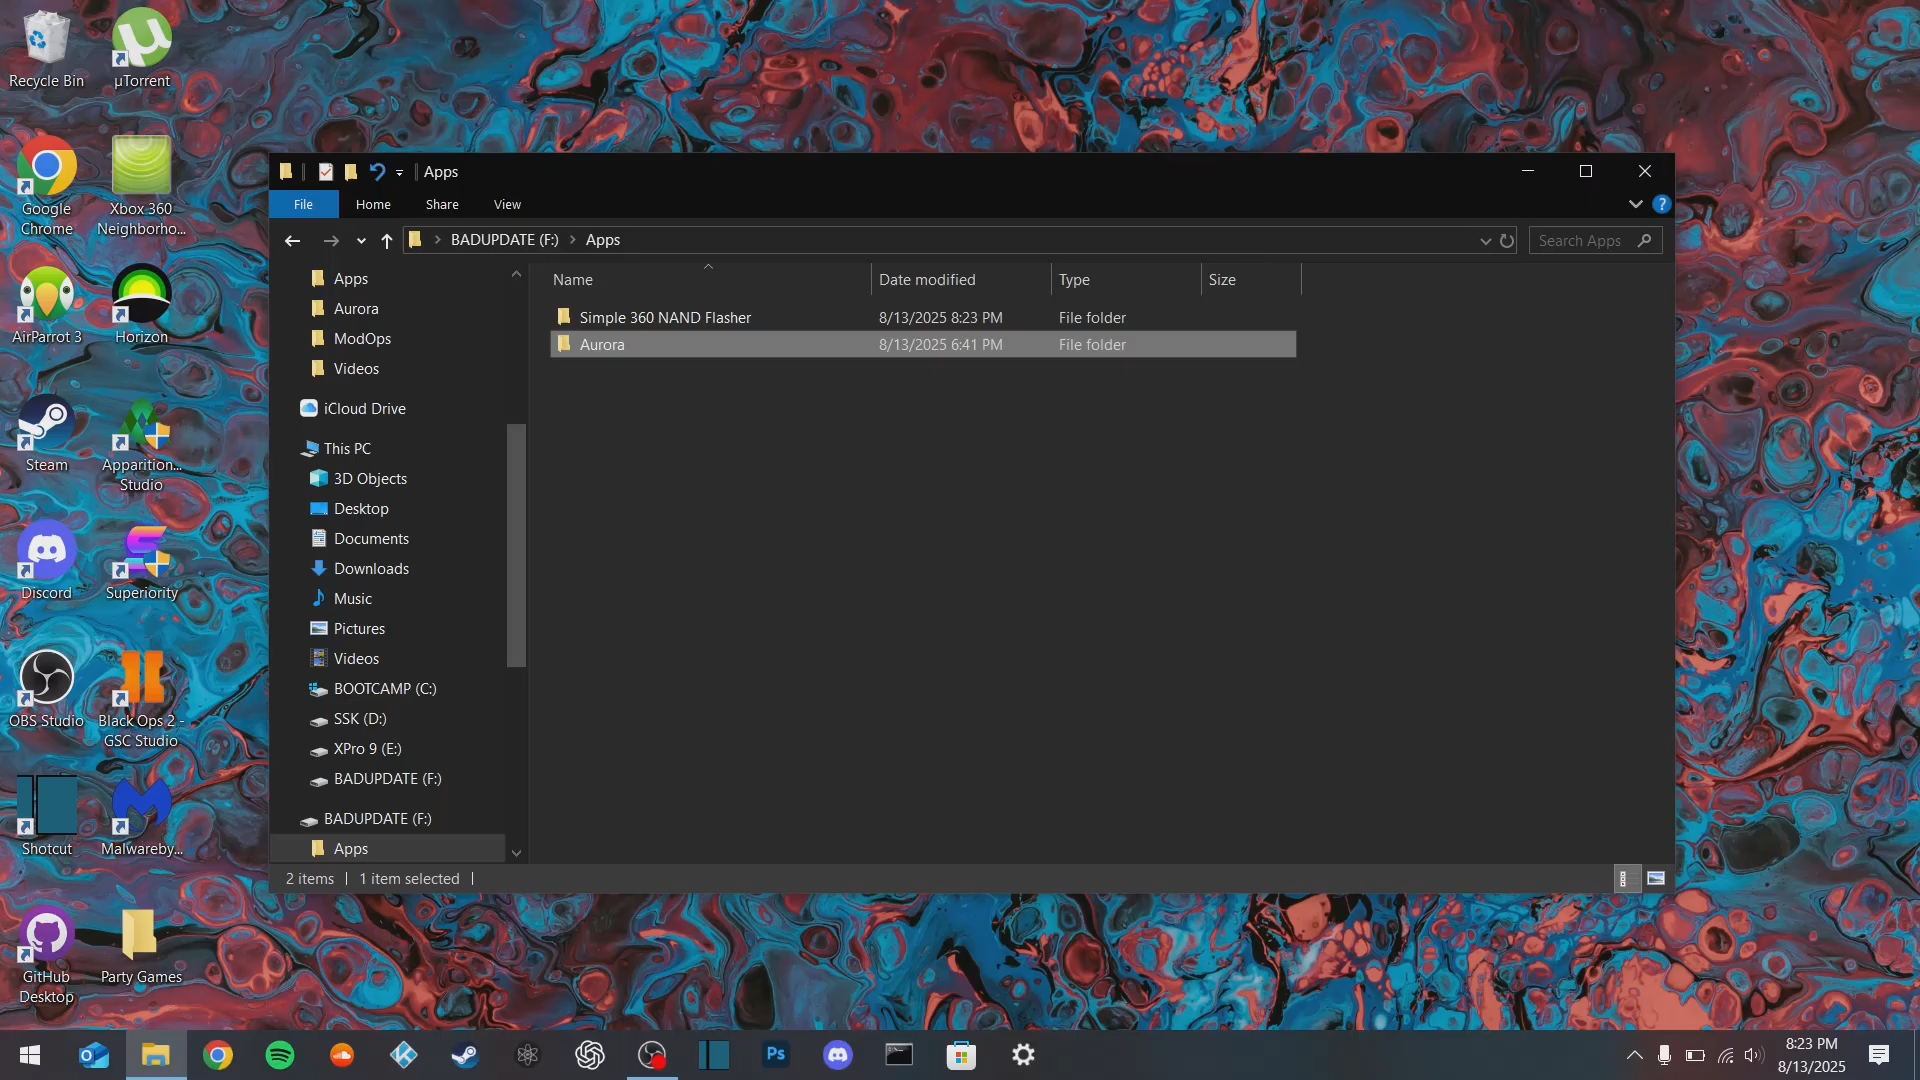 Recycle Bin
µTorrent
Google
Chrome
Xbox 360
Neighborho...
AirParrot 3
Horizon
Steam
Apparition...
Studio
Discord
Superiority
OBS Studio
Black Ops 2 -
GSC Studio
Shotcut
Malwareby...
GitHub
Desktop
Party Games
Apps
File
Home
Share
View
BADUPDATE (F:)
Apps
Search Apps
Apps
Aurora
ModOps
Videos
iCloud Drive
This PC
3D Objects
Desktop
Documents
Downloads
Music
Pictures
Videos
BOOTCAMP (C:)
SSK (D:)
XPro 9 (E:)
BADUPDATE (F:)
BADUPDATE (F:)
Apps
Name Date modified Type Size
Simple 360 NAND Flasher 8/13/2025 8:23 PM File folder
Aurora 8/13/2025 6:41 PM File folder
2 items 1 item selected
Ps
8:23 PM
8/13/2025